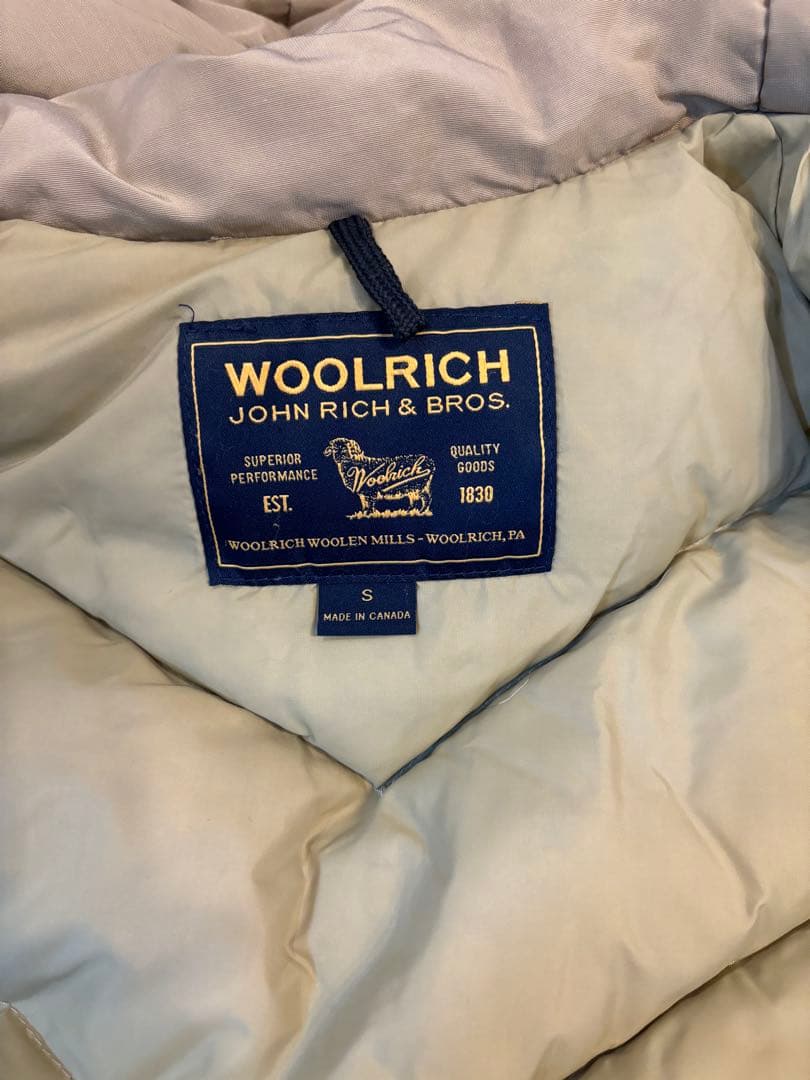 WOOLRICH
JOHN RICH & BROS.
SUPERIOR
PERFORMANCE
EST.
Woolrich
QUALITY
GOODS
1830
WOOLRICH WOOLEN MILLS - WOOLRICH, PA
S
MADE IN CANADA